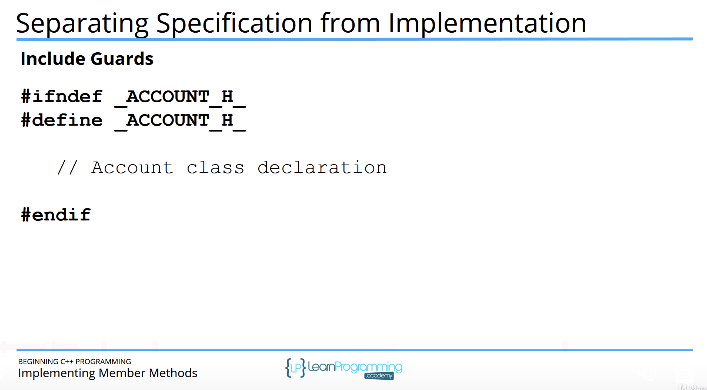 Separating Specification from Implementation
Include Guards
#ifndef _ACCOUNT_H_
#define _ACCOUNT_H_
// Account class declaration
#endif
BEGINNING C++ PROGRAMMING
Implementing Member Methods
{LP} LearnProgramming
academy